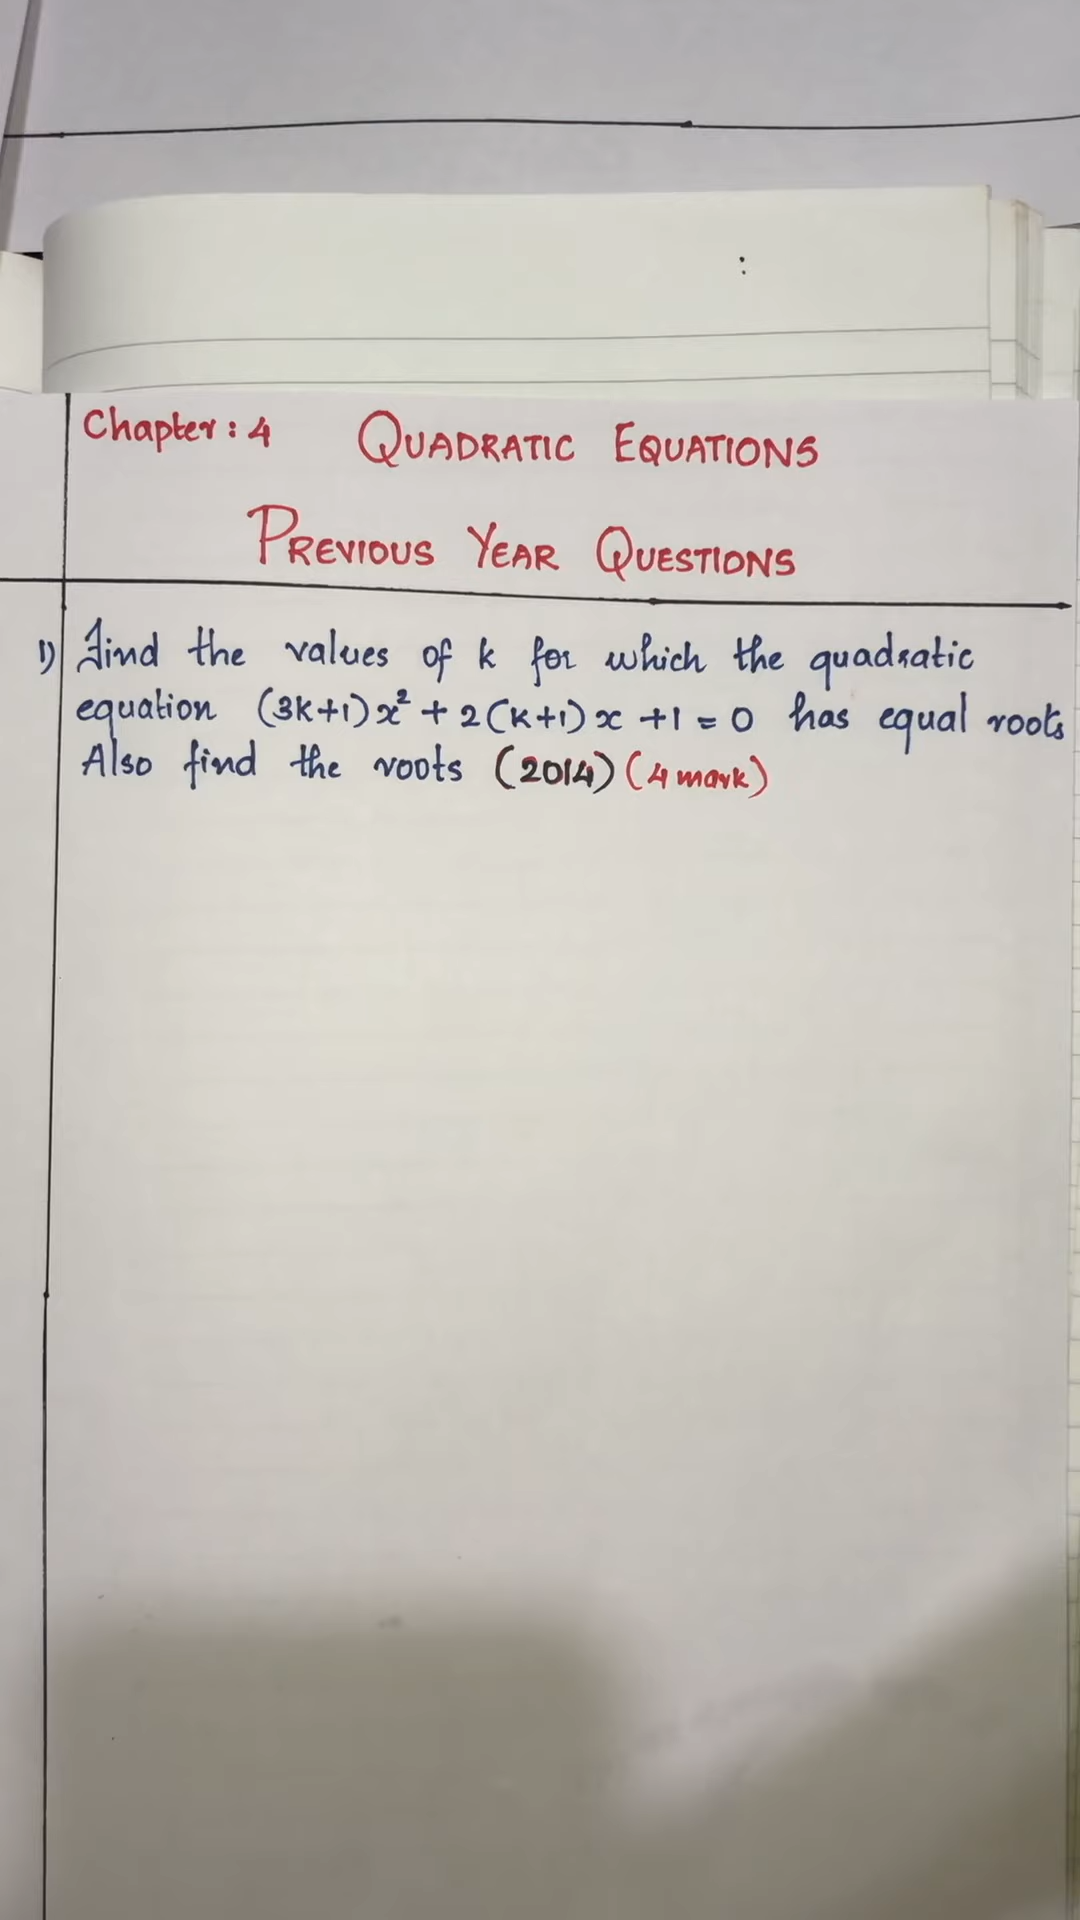 Chapter: 4 QUADRATIC EQUATIONS
PREVIOUS YEAR QUESTIONS
1) Find the values of k for which the quadratic
equation (3k+1)x² + 2(k+1)x +1 = 0 has equal roots
Also find the roots (2014) (4 mark)